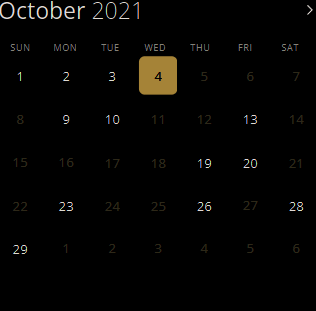 October 2021
SUN MON TUE WED THU FRI SAT
1 2 3 4 5 6 7
8 9 10 11 12 13 14
15 16 17 18 19 20 21
22 23 24 25 26 27 28
29 1 2 3 4 5 6